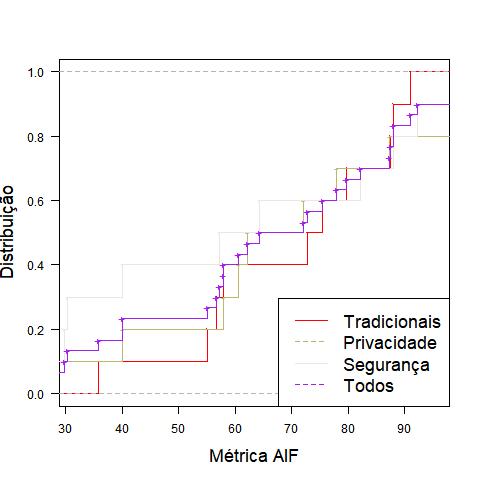 Distribuição
1.0
0.8
0.6
0.4
0.2
0.0
Tradicionais
Privacidade
Segurança
Todos
30 40 50 60 70 80 90
Métrica AIF